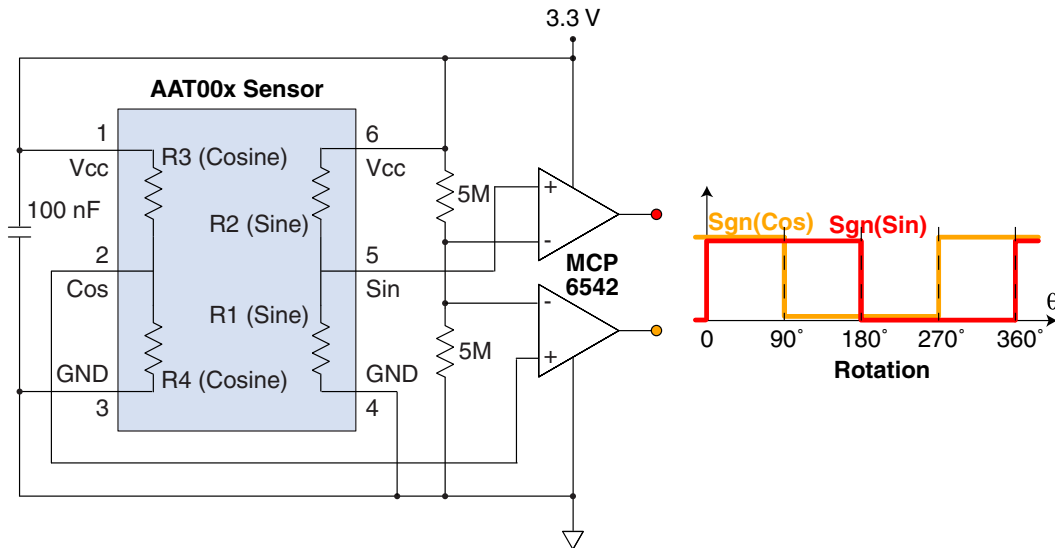 3.3 V
AAT00x Sensor
1
Vcc
R3 (Cosine)
6
Vcc
100 nF
R2 (Sine)
5M
+
-
2
Cos
5
Sin
MCP
6542
R1 (Sine)
-
+
5M
GND
3
R4 (Cosine)
GND
4
Sgn(Cos)
Sgn(Sin)
θ
0
90°
180°
270°
360°
Rotation